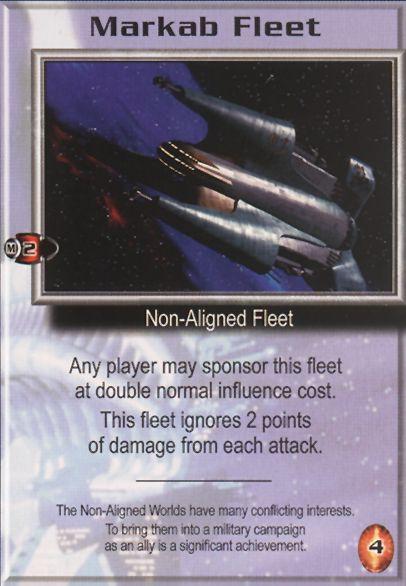 Markab Fleet
M 2
Non-Aligned Fleet
Any player may sponsor this fleet
at double normal influence cost.
This fleet ignores 2 points
of damage from each attack.
The Non-Aligned Worlds have many conflicting interests.
To bring them into a military campaign
as an ally is a significant achievement.
4